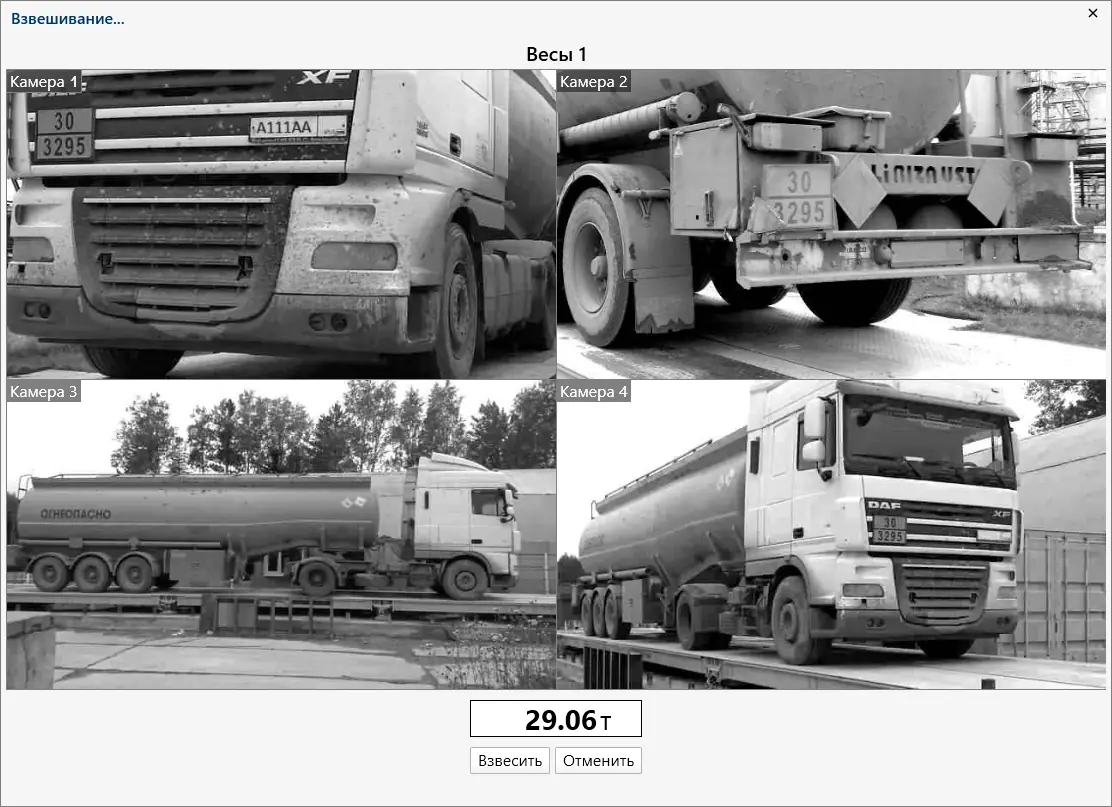 Взвешивание...
Весы 1
Камера 1
XF
30
3295
А111АА
Камера 2
30
3295
Камера 3
ОГНЕОПАСНО
Камера 4
DAF
XF
30
3295
29.06 т
Взвесить
Отменить